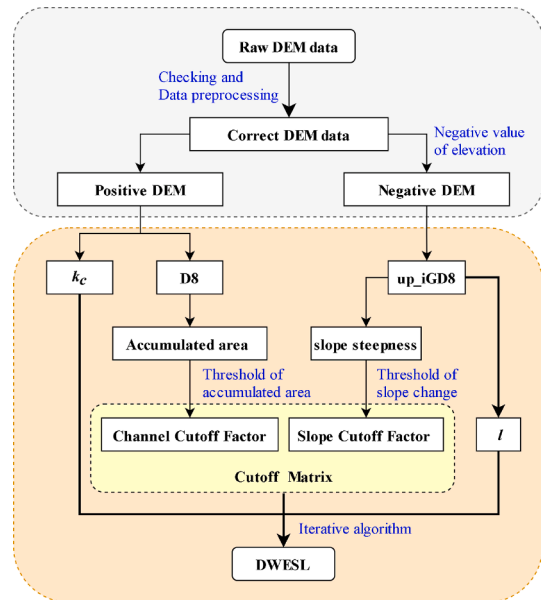 Raw DEM data
Checking and
Data preprocessing
Correct DEM data
Negative value
of elevation
Positive DEM
Negative DEM
kc
D8
up_iGD8
Accumulated area
slope steepness
Threshold of
accumulated area
Threshold of
slope change
Channel Cutoff Factor
Slope Cutoff Factor
l
Cutoff Matrix
Iterative algorithm
DWESL